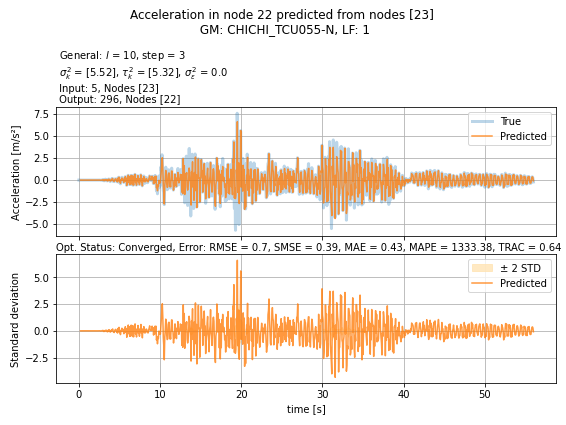 Acceleration in node 22 predicted from nodes [23]
GM: CHICHI_TCU055-N, LF: 1
General: l = 10, step = 3
σ²ₖ = [5.52], τ²ₖ = [5.32], σ²ε = 0.0
Input: 5, Nodes [23]
Output: 296, Nodes [22]
7.5
5.0
2.5
0.0
−2.5
−5.0
Acceleration [m/s²]
True
Predicted
Opt. Status: Converged, Error: RMSE = 0.7, SMSE = 0.39, MAE = 0.43, MAPE = 1333.38, TRAC = 0.64
5.0
2.5
0.0
−2.5
Standard deviation
± 2 STD
Predicted
0 10 20 30 40 50
time [s]